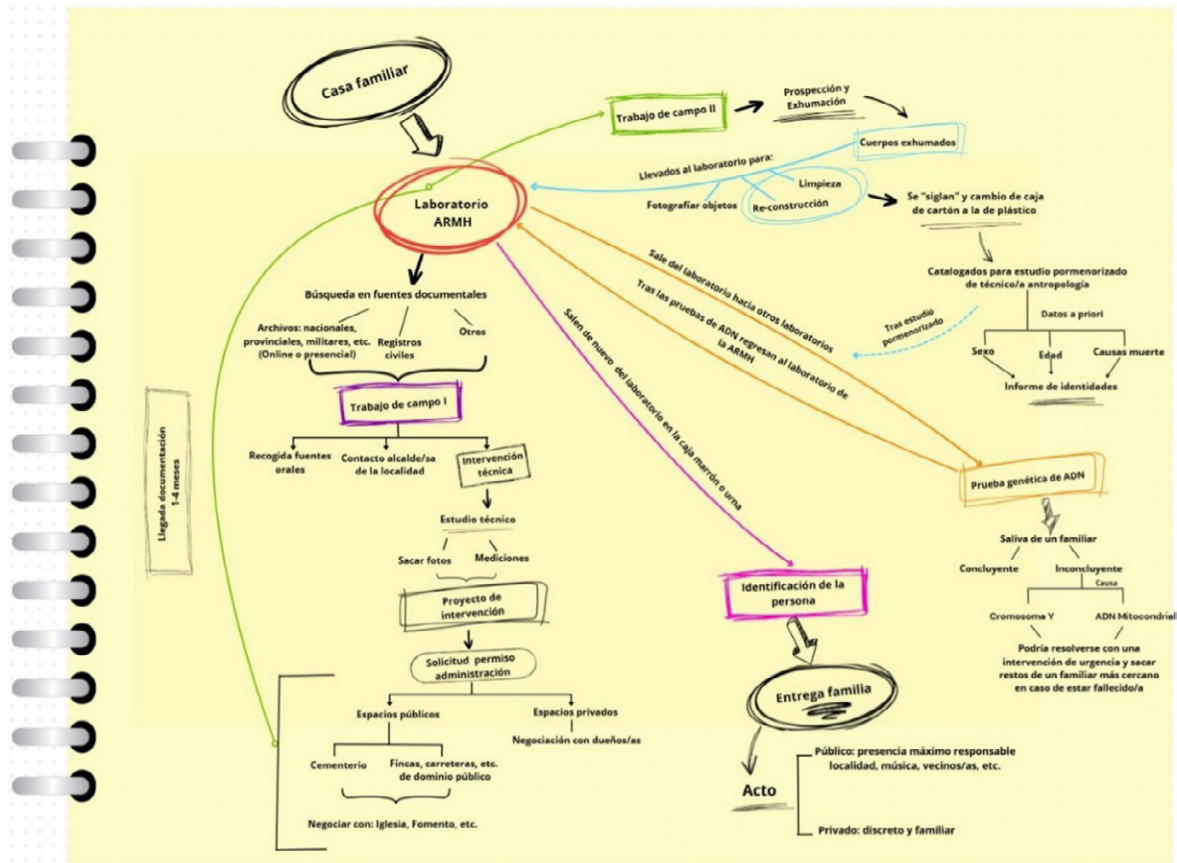 Casa familiar
Laboratorio
ARMH
Búsqueda en fuentes documentales
Archivos: nacionales,
provinciales, militares, etc.
(Online o presencial)
Registros
civiles
Otros
Trabajo de campo I
Recogida fuentes
orales
Contacto alcalde/sa
de la localidad
Intervención
técnica
Estudio técnico
Sacar fotos
Mediciones
Proyecto de
intervención
Solicitud permiso
administración
Espacios públicos
Espacios privados
Negociación con dueños/as
Cementerio
Fincas, carreteras, etc.
de dominio público
Negociar con: Iglesia, Fomento, etc.
Llegada documentación
1-4 meses
Trabajo de campo II
Prospección y
Exhumación
Cuerpos exhumados
Llevados al laboratorio para:
Limpieza
Fotografiar objetos
Re-construcción
Se "siglan" y cambio de caja
de cartón a la de plástico
Catalogados para estudio pormenorizado
de técnico/a antropología
Datos a priori
Sexo
Edad
Causas muerte
Informe de identidades
Tras estudio
pormenorizado
Sale del laboratorio hacia otros laboratorios
Tras las pruebas de ADN regresan al laboratorio de
la ARMH
Prueba genética de ADN
Saliva de un familiar
Concluyente
Inconcluyente
Causa
Cromosoma Y
ADN Mitocondrial
Podría resolverse con una
intervención de urgencia y sacar
restos de un familiar más cercano
en caso de estar fallecido/a
Salen de nuevo del laboratorio en la caja marrón o urna
Identificación de la
persona
Entrega familia
Acto
Público: presencia máximo responsable
localidad, música, vecinos/as, etc.
Privado: discreto y familiar